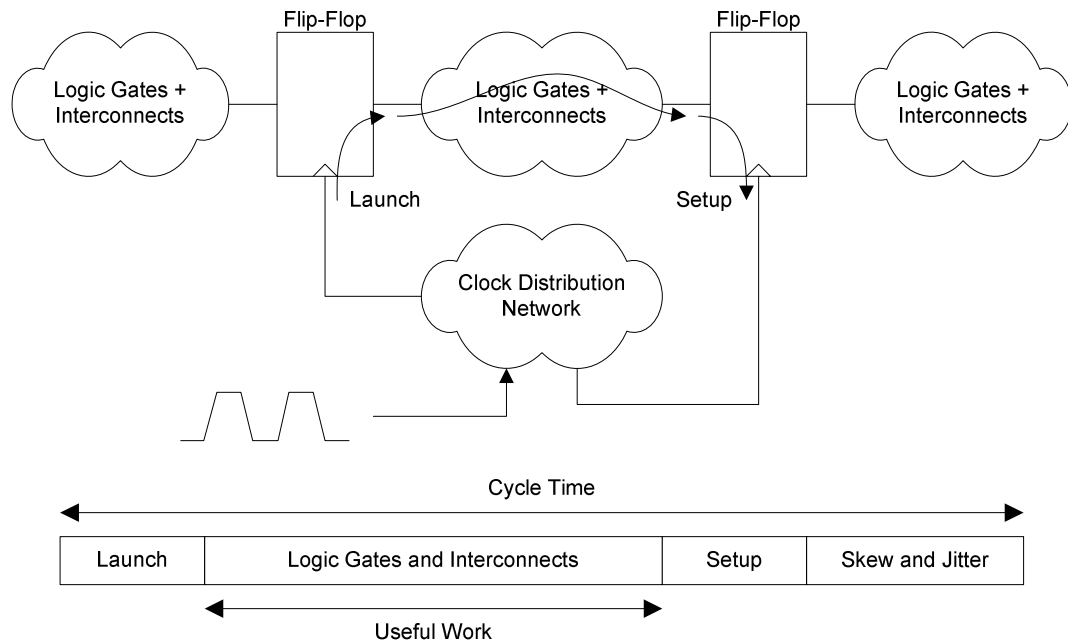 Flip-Flop
Flip-Flop
Logic Gates +
Interconnects
Logic Gates +
Interconnects
Logic Gates +
Interconnects
Launch
Setup
Clock Distribution
Network
Cycle Time
Launch
Logic Gates and Interconnects
Setup
Skew and Jitter
Useful Work